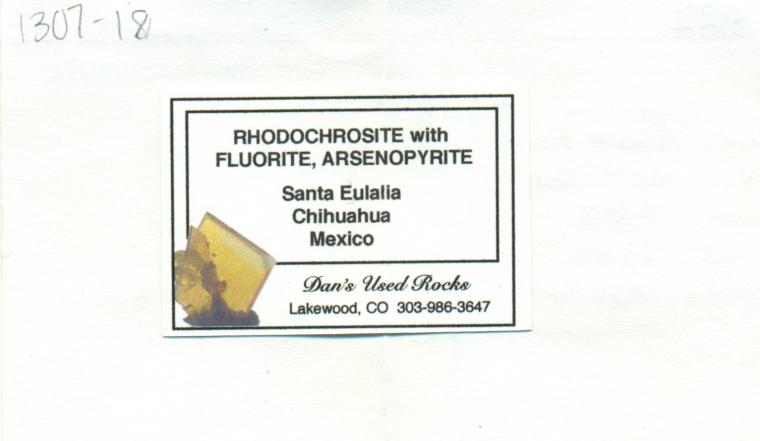 1307-18
RHODOCHROSITE with
FLUORITE, ARSENOPYRITE
Santa Eulalia
Chihuahua
Mexico
Dan's Used Rocks
Lakewood, CO 303-986-3647